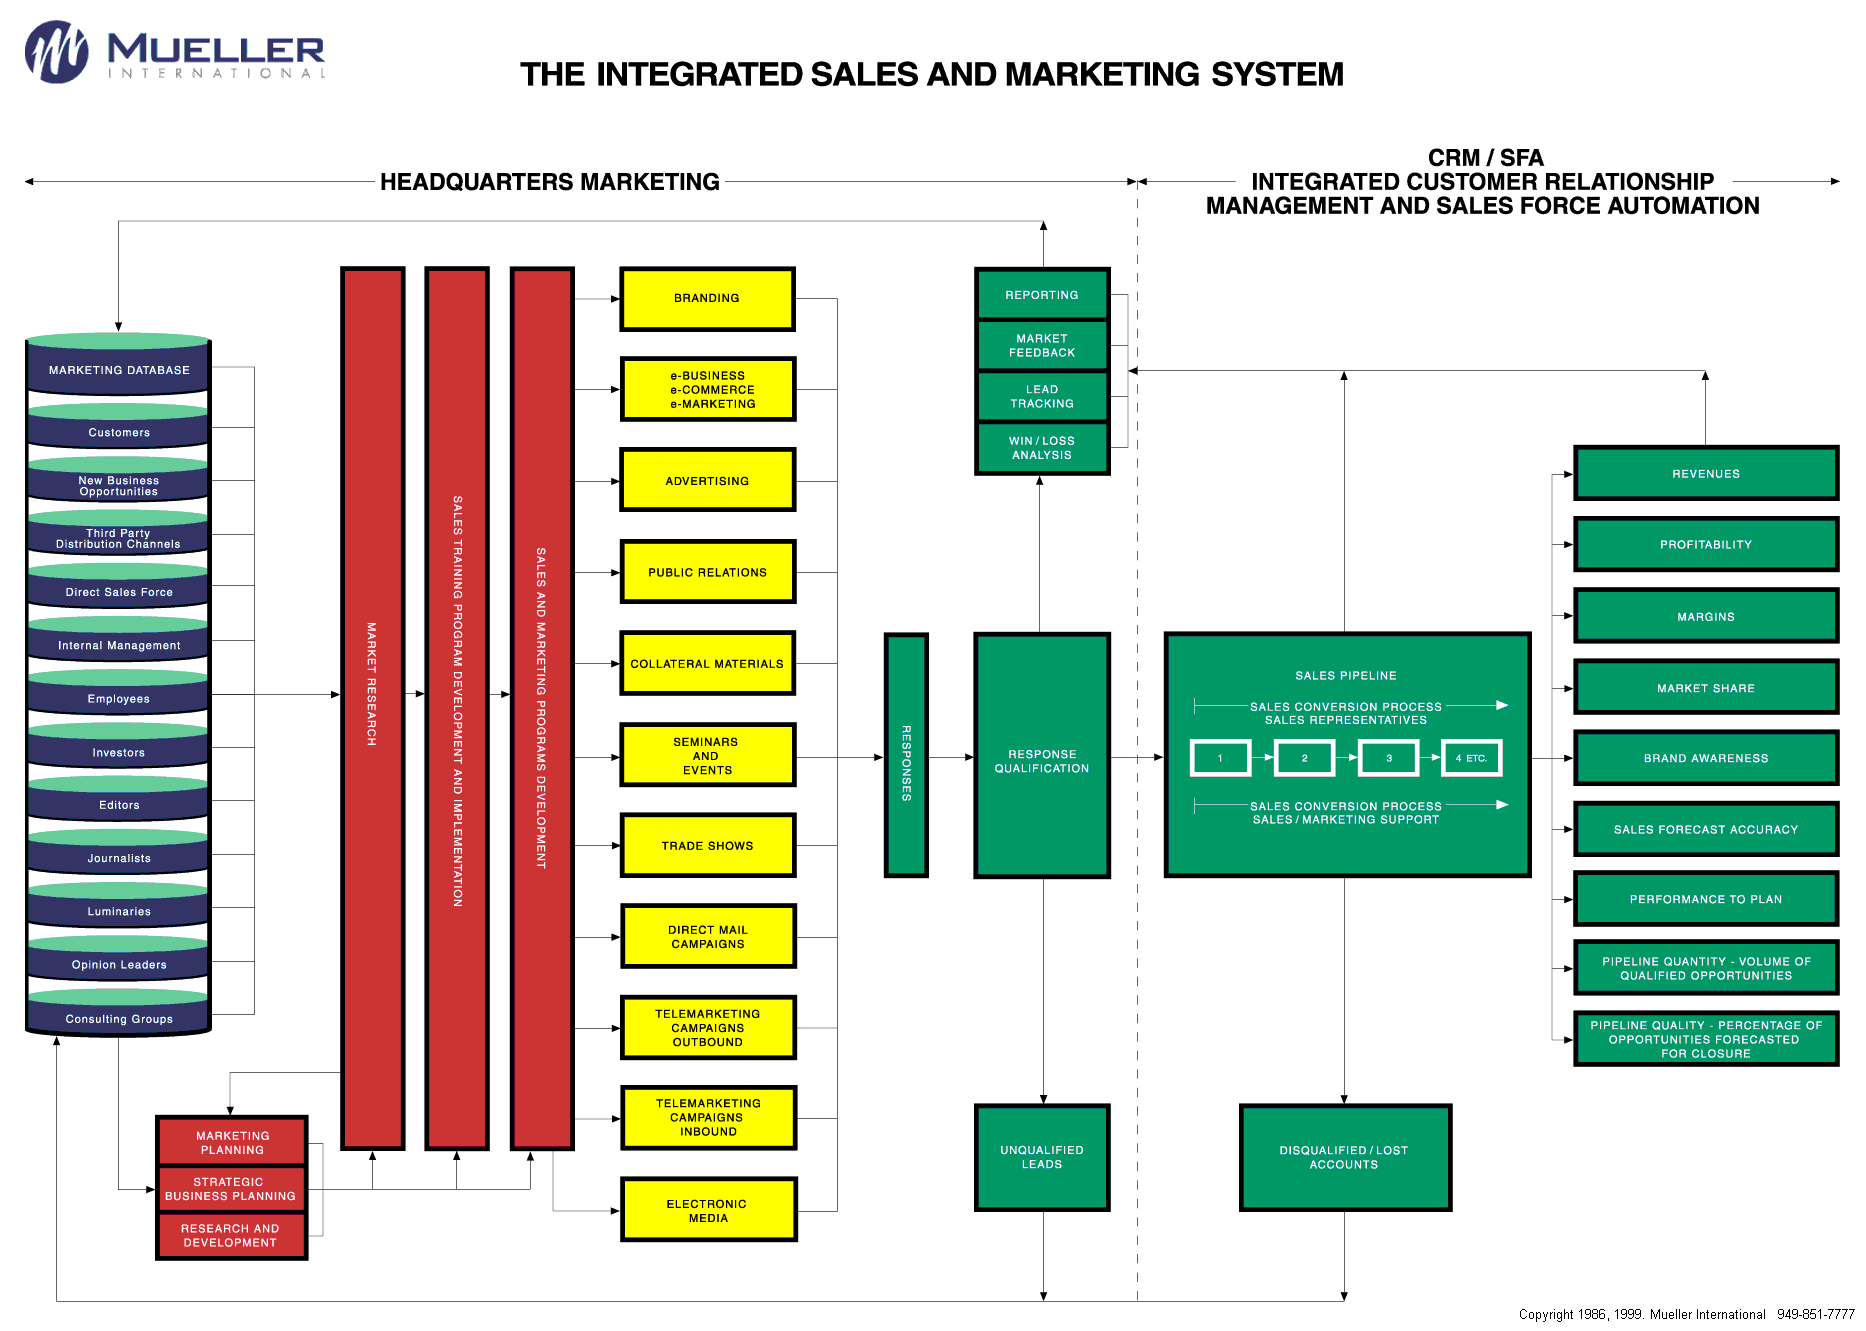 MUELLER
INTERNATIONAL
THE INTEGRATED SALES AND MARKETING SYSTEM
HEADQUARTERS MARKETING
CRM / SFA
INTEGRATED CUSTOMER RELATIONSHIP
MANAGEMENT AND SALES FORCE AUTOMATION
MARKETING DATABASE
Customers
New Business
Opportunities
Third Party
Distribution Channels
Direct Sales Force
Internal Management
Employees
Investors
Editors
Journalists
Luminaries
Opinion Leaders
Consulting Groups
MARKETING
PLANNING
STRATEGIC
BUSINESS PLANNING
RESEARCH AND
DEVELOPMENT
MARKET RESEARCH
SALES TRAINING PROGRAM DEVELOPMENT AND IMPLEMENTATION
SALES AND MARKETING PROGRAMS DEVELOPMENT
BRANDING
e-BUSINESS
e-COMMERCE
e-MARKETING
ADVERTISING
PUBLIC RELATIONS
COLLATERAL MATERIALS
SEMINARS
AND
EVENTS
TRADE SHOWS
DIRECT MAIL
CAMPAIGNS
TELEMARKETING
CAMPAIGNS
OUTBOUND
TELEMARKETING
CAMPAIGNS
INBOUND
ELECTRONIC
MEDIA
RESPONSES
REPORTING
MARKET
FEEDBACK
LEAD
TRACKING
WIN / LOSS
ANALYSIS
RESPONSE
QUALIFICATION
UNQUALIFIED
LEADS
SALES PIPELINE
SALES CONVERSION PROCESS
SALES REPRESENTATIVES
1
2
3
4 ETC.
SALES CONVERSION PROCESS
SALES / MARKETING SUPPORT
DISQUALIFIED / LOST
ACCOUNTS
REVENUES
PROFITABILITY
MARGINS
MARKET SHARE
BRAND AWARENESS
SALES FORECAST ACCURACY
PERFORMANCE TO PLAN
PIPELINE QUANTITY - VOLUME OF
QUALIFIED OPPORTUNITIES
PIPELINE QUALITY - PERCENTAGE OF
OPPORTUNITIES FORECASTED
FOR CLOSURE
Copyright 1986, 1999. Mueller International 949-851-7777